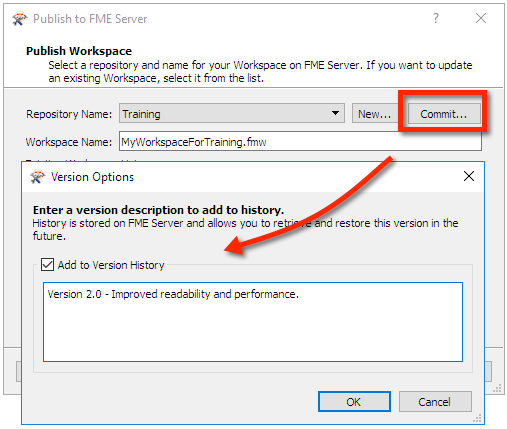 Publish to FME Server
Publish Workspace
Select a repository and name for your Workspace on FME Server. If you want to update
an existing Workspace, select it from the list.
Repository Name: Training New... Commit...
Workspace Name: MyWorkspaceForTraining.fmw
Version Options
Enter a version description to add to history.
History is stored on FME Server and allows you to retrieve and restore this version in the
future.
Add to Version History
Version 2.0 - Improved readability and performance.
OK Cancel